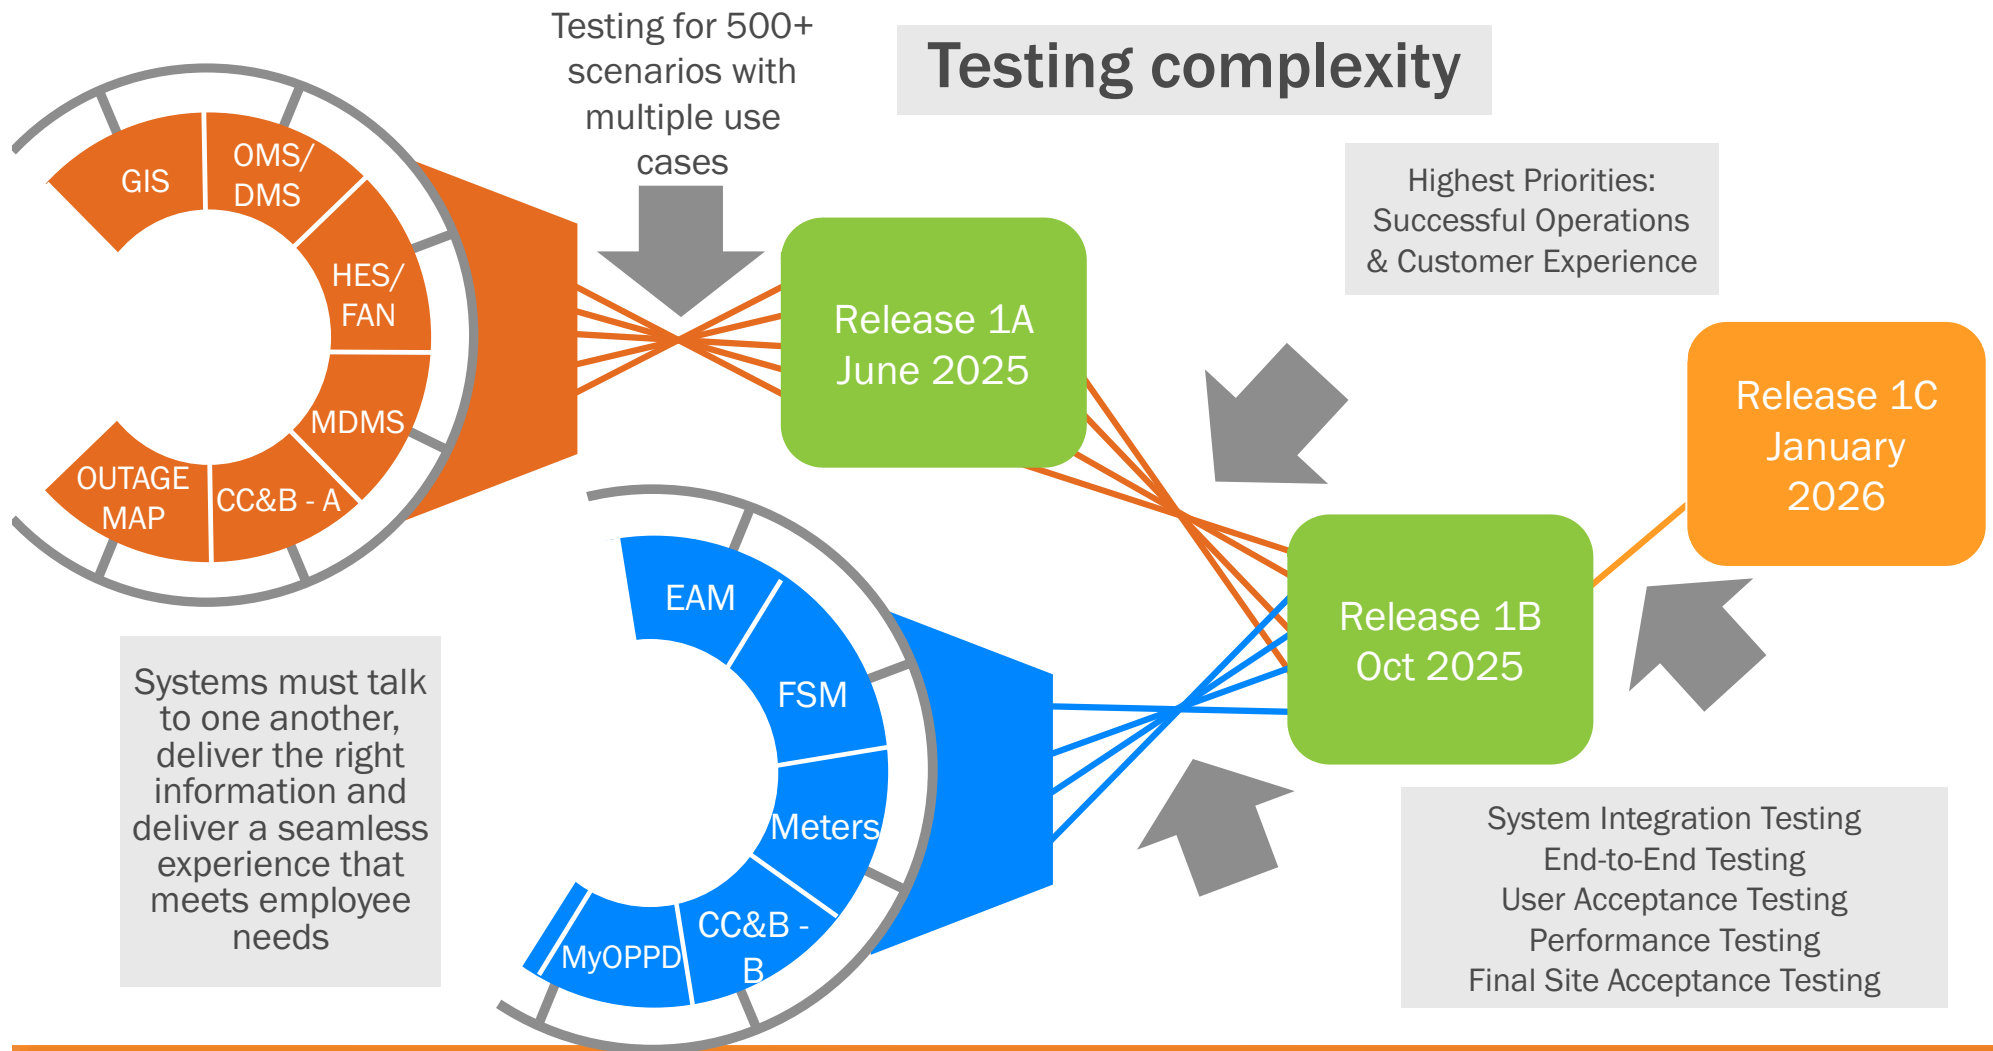 Testing for 500+
scenarios with
multiple use
cases
Testing complexity
Highest Priorities:
Successful Operations
& Customer Experience
GIS
OMS/
DMS
HES/
FAN
MDMS
CC&B - A
OUTAGE
MAP
Release 1A
June 2025
Release 1C
January
2026
Release 1B
Oct 2025
EAM
FSM
Meters
CC&B -
B
MyOPPD
Systems must talk
to one another,
deliver the right
information and
deliver a seamless
experience that
meets employee
needs
System Integration Testing
End-to-End Testing
User Acceptance Testing
Performance Testing
Final Site Acceptance Testing